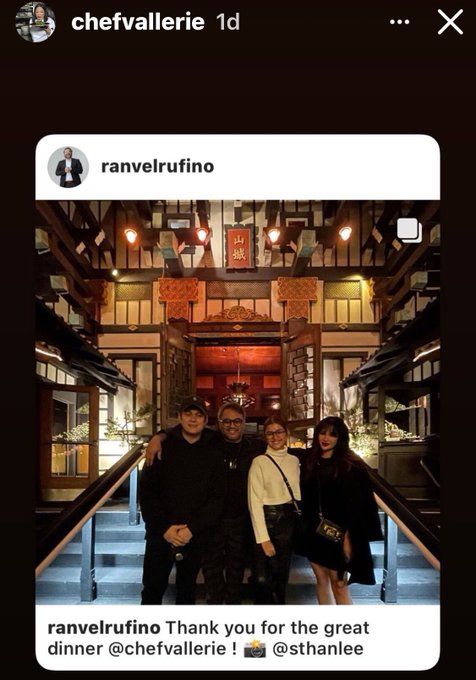 chefvallerie 1d
ranvelrufino
山
城
ranvelrufino Thank you for the great
dinner @chefvallerie ! 📸 @sthanlee